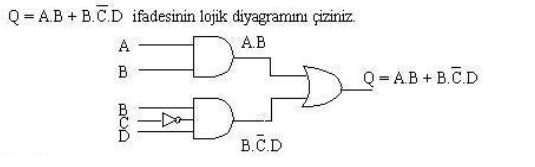 Q = A.B + B.C̅.D ifadesinin lojik diyagramını çiziniz.
A
A.B
B
Q = A.B + B.C̅.D
B
C
D
B.C̅.D